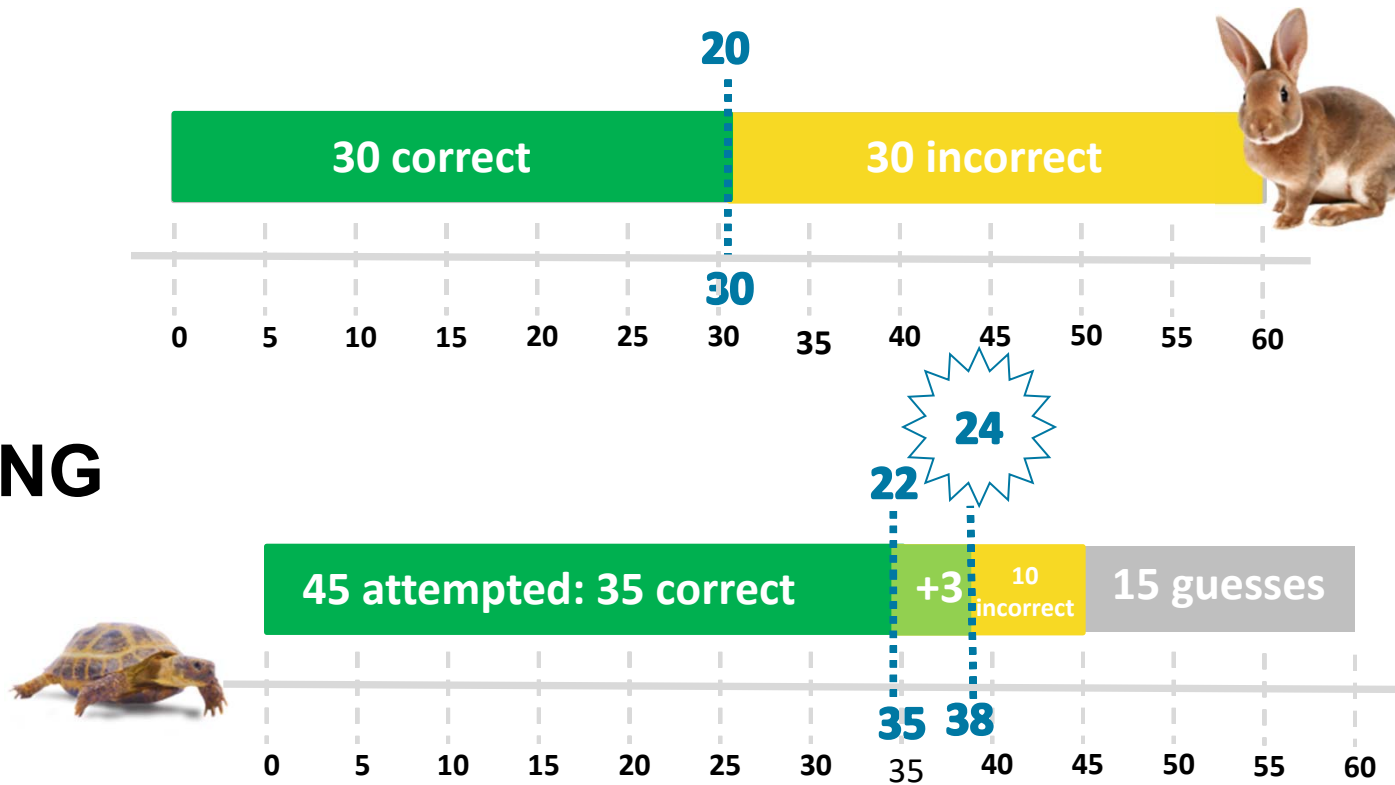 20
30 correct
30 incorrect
30
0 5 10 15 20 25 30 35 40 45 50 55 60
24
NG
22
45 attempted: 35 correct
+3
10
incorrect
15 guesses
35 38
0 5 10 15 20 25 30 35 40 45 50 55 60